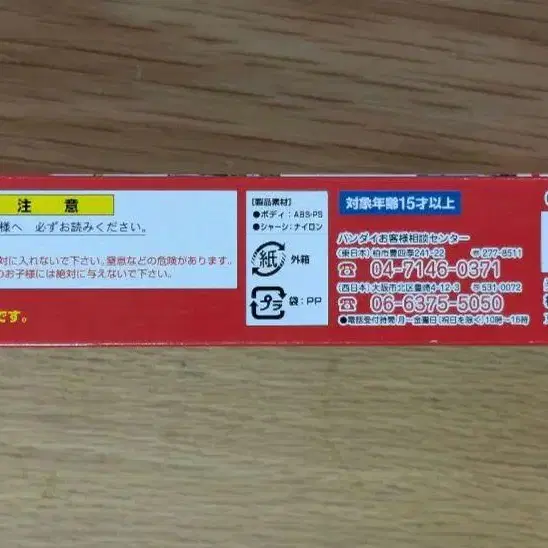 注 意
様へ 必ずお読みください。
対に入れないで下さい。窒息などの危険があります。
のお子様には絶対に与えないで下さい。
です。
【製品素材】
●ボディ:ABS・PS
●シャーシ:ナイロン
紙 外箱
プラ 袋:PP
対象年齢15才以上
バンダイお客様相談センター
(東日本)柏市豊四季241-22 〒277-8511
☎ 04-7146-0371
(西日本)大阪市北区豊崎4-12-3 〒531-0072
☎ 06-6375-5050
●電話受付時間 月〜金曜日(祝日を除く)10時〜16時